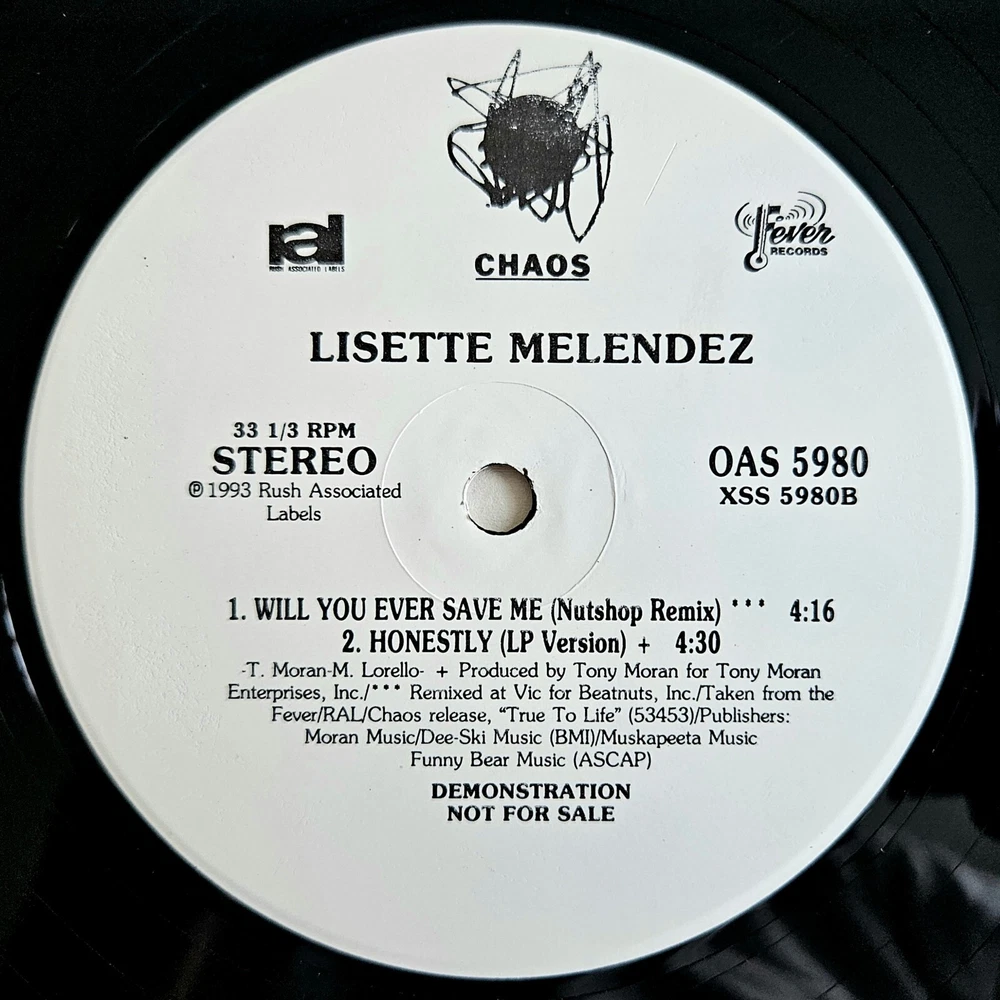 ral
RUSH ASSOCIATED LABELS
Fever
RECORDS
CHAOS
LISETTE MELENDEZ
33 1/3 RPM
STEREO
℗ 1993 Rush Associated
Labels
OAS 5980
XSS 5980B
1. WILL YOU EVER SAVE ME (Nutshop Remix) *** 4:16
2. HONESTLY (LP Version) + 4:30
-T. Moran-M. Lorello- + Produced by Tony Moran for Tony Moran
Enterprises, Inc./*** Remixed at Vic for Beatnuts, Inc./Taken from the
Fever/RAL/Chaos release, “True To Life” (53453)/Publishers:
Moran Music/Dee-Ski Music (BMI)/Muskapeeta Music
Funny Bear Music (ASCAP)
DEMONSTRATION
NOT FOR SALE